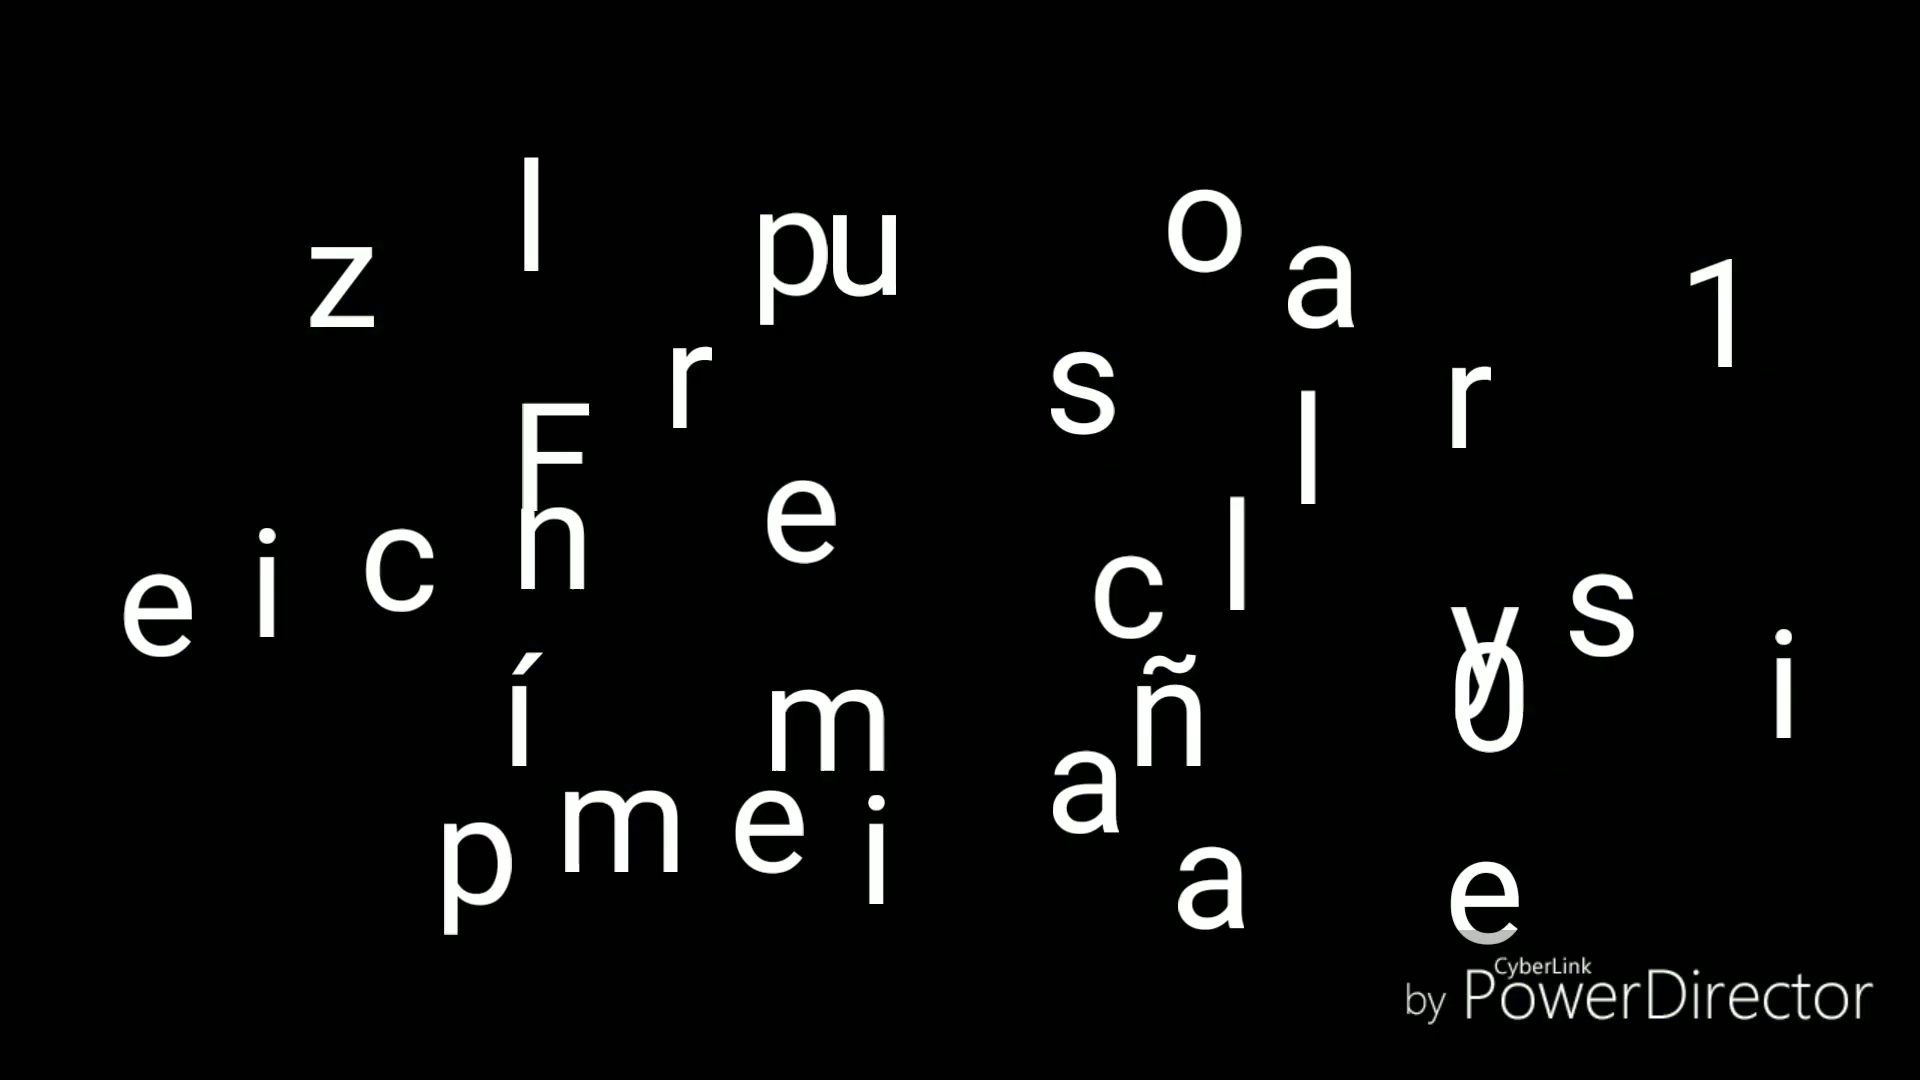 z l pu o a 1
F r s l r
e i c h e c l y s
í m ñ 0 i
p m e i a a e
by CyberLink PowerDirector